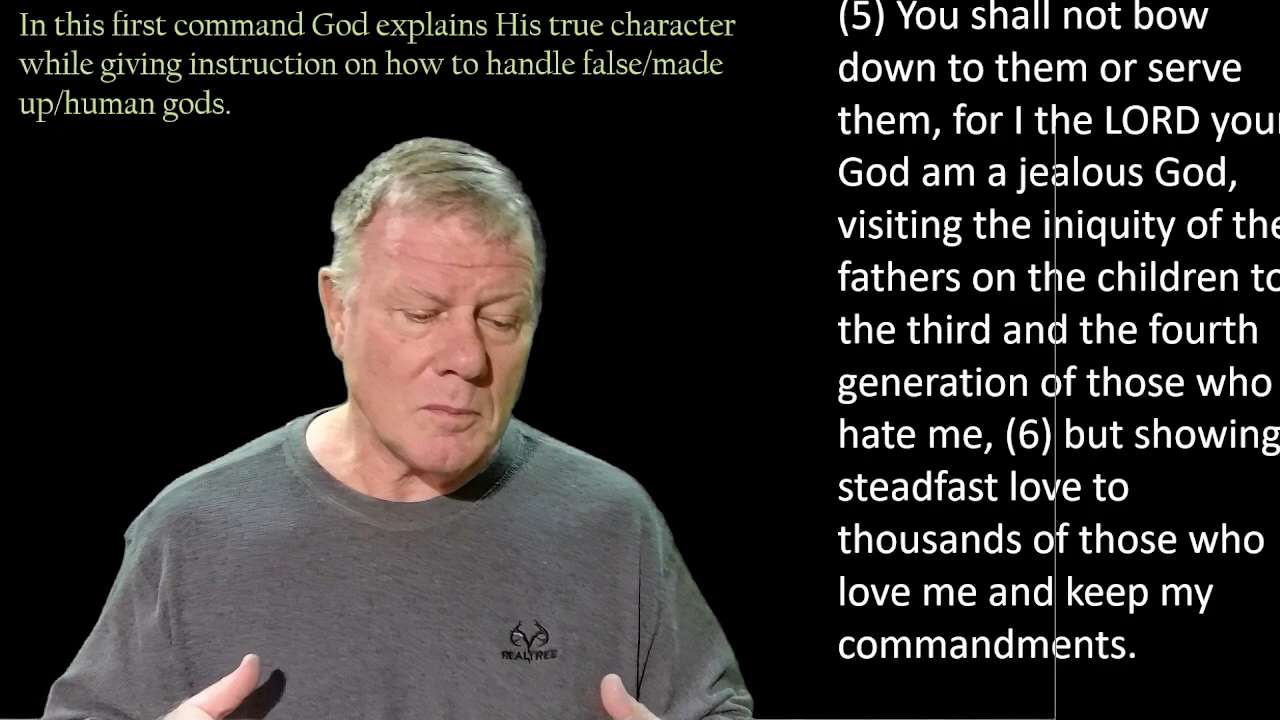 In this first command God explains His true character
while giving instruction on how to handle false/made
up/human gods.
(5) You shall not bow
down to them or serve
them, for I the LORD your
God am a jealous God,
visiting the iniquity of the
fathers on the children to
the third and the fourth
generation of those who
hate me, (6) but showing
steadfast love to
thousands of those who
love me and keep my
commandments.
REALTREE